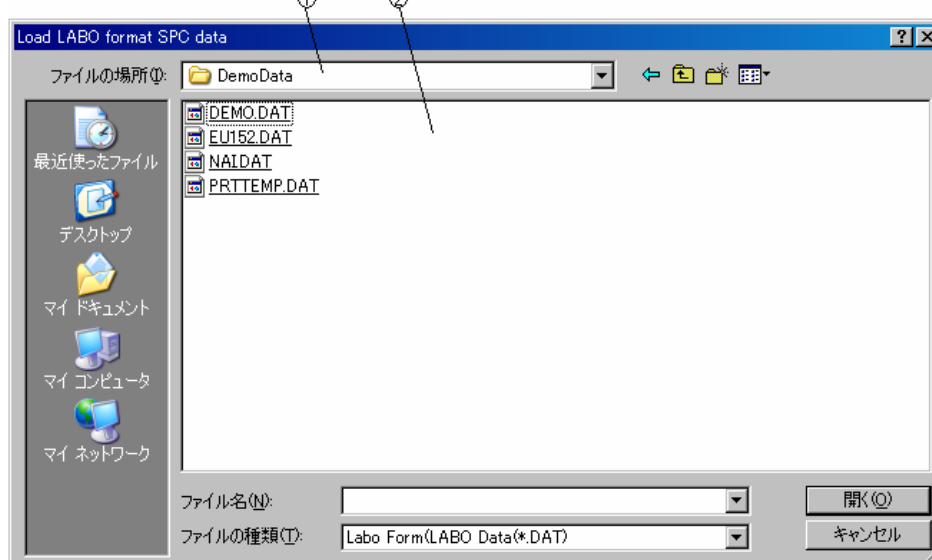 ① ②
Load LABO format SPC data
ファイルの場所(I): DemoData
DEMO.DAT
EU152.DAT
NAI.DAT
PRTTEMP.DAT
最近使ったファイル
デスクトップ
マイ ドキュメント
マイ コンピュータ
マイ ネットワーク
ファイル名(N): 開く(O)
ファイルの種類(T): Labo Form(LABO Data(*.DAT) キャンセル